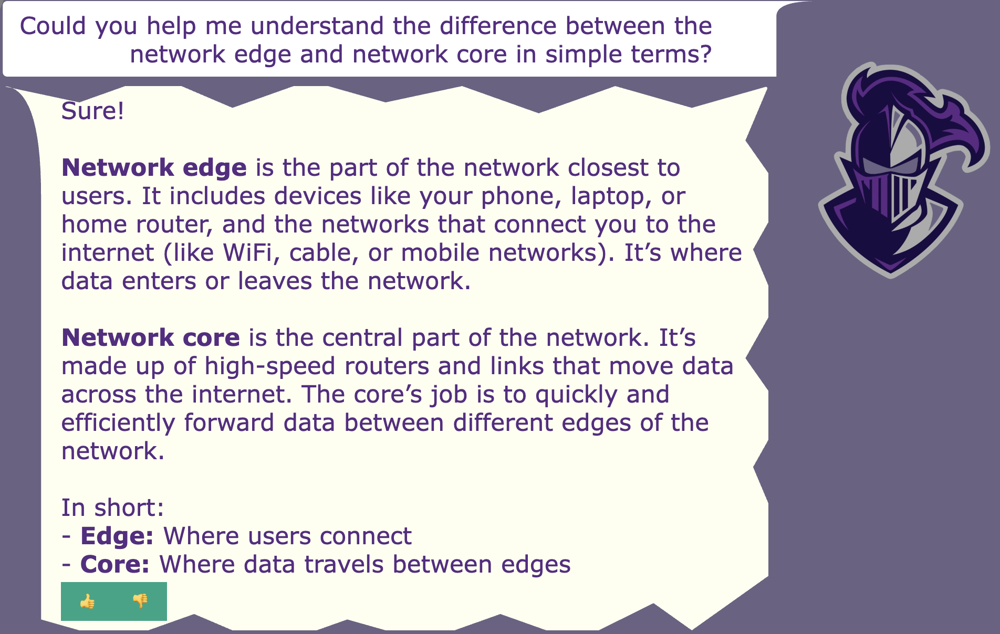 Could you help me understand the difference between the
network edge and network core in simple terms?
Sure!
Network edge is the part of the network closest to
users. It includes devices like your phone, laptop, or
home router, and the networks that connect you to the
internet (like WiFi, cable, or mobile networks). It’s where
data enters or leaves the network.
Network core is the central part of the network. It’s
made up of high-speed routers and links that move data
across the internet. The core’s job is to quickly and
efficiently forward data between different edges of the
network.
In short:
- Edge: Where users connect
- Core: Where data travels between edges